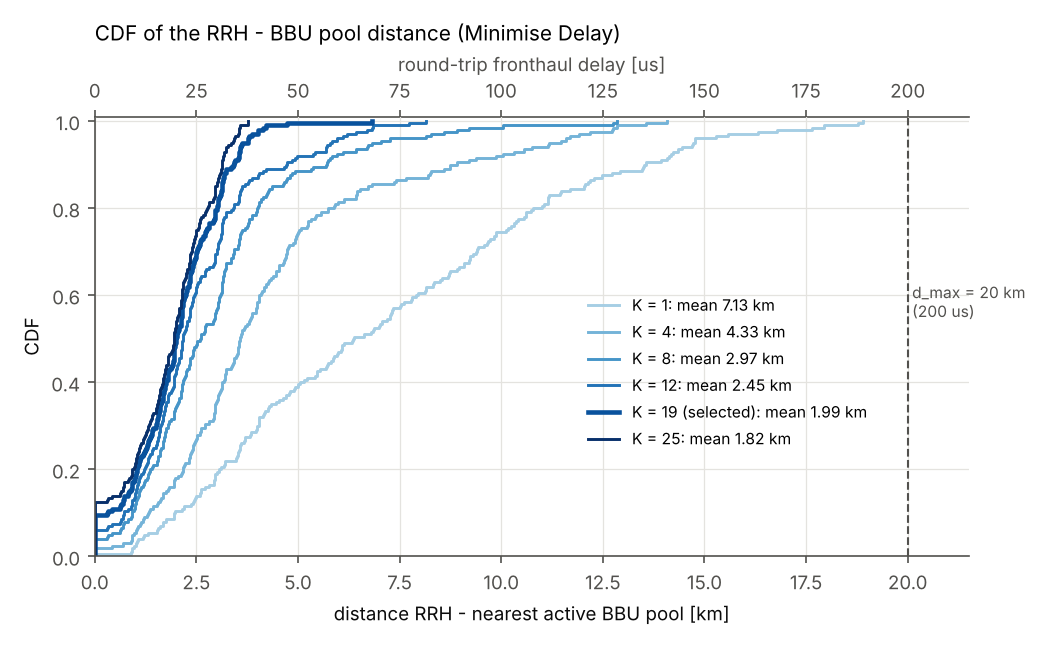 CDF of the RRH - BBU pool distance (Minimise Delay)
round-trip fronthaul delay [us]
0 25 50 75 100 125 150 175 200
1.0
0.8
0.6
0.4
0.2
0.0
CDF
d_max = 20 km
(200 us)
K = 1: mean 7.13 km
K = 4: mean 4.33 km
K = 8: mean 2.97 km
K = 12: mean 2.45 km
K = 19 (selected): mean 1.99 km
K = 25: mean 1.82 km
0.0 2.5 5.0 7.5 10.0 12.5 15.0 17.5 20.0
distance RRH - nearest active BBU pool [km]